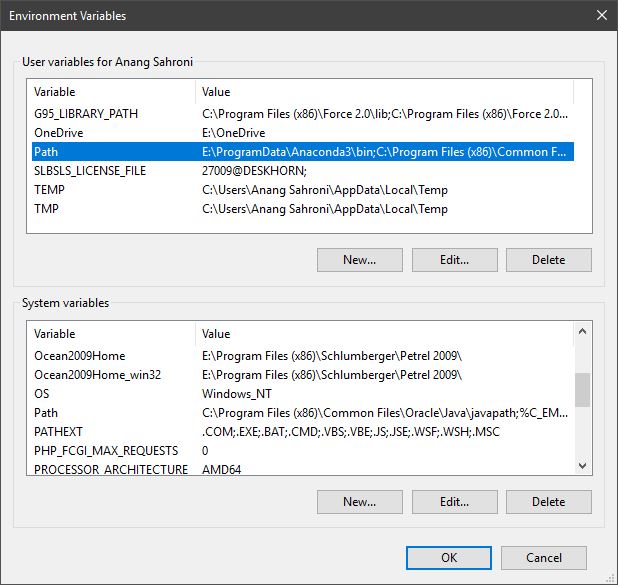 Environment Variables
User variables for Anang Sahroni
Variable Value
G95_LIBRARY_PATH C:\Program Files (x86)\Force 2.0\lib;C:\Program Files (x86)\Force 2.0...
OneDrive E:\OneDrive
Path E:\ProgramData\Anaconda3\bin;C:\Program Files (x86)\Common F...
SLBSLS_LICENSE_FILE 27009@DESKHORN;
TEMP C:\Users\Anang Sahroni\AppData\Local\Temp
TMP C:\Users\Anang Sahroni\AppData\Local\Temp
New... Edit... Delete
System variables
Variable Value
Ocean2009Home E:\Program Files (x86)\Schlumberger\Petrel 2009\
Ocean2009Home_win32 E:\Program Files (x86)\Schlumberger\Petrel 2009\
OS Windows_NT
Path C:\Program Files (x86)\Common Files\Oracle\Java\javapath;%C_EM...
PATHEXT .COM;.EXE;.BAT;.CMD;.VBS;.VBE;.JS;.JSE;.WSF;.WSH;.MSC
PHP_FCGI_MAX_REQUESTS 0
PROCESSOR_ARCHITECTURE AMD64
New... Edit... Delete
OK Cancel